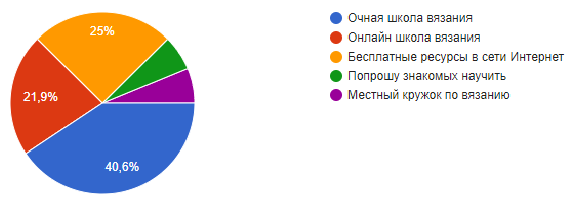 25%
21,9%
40,6%
Очная школа вязания
Онлайн школа вязания
Бесплатные ресурсы в сети Интернет
Попрошу знакомых научить
Местный кружок по вязанию